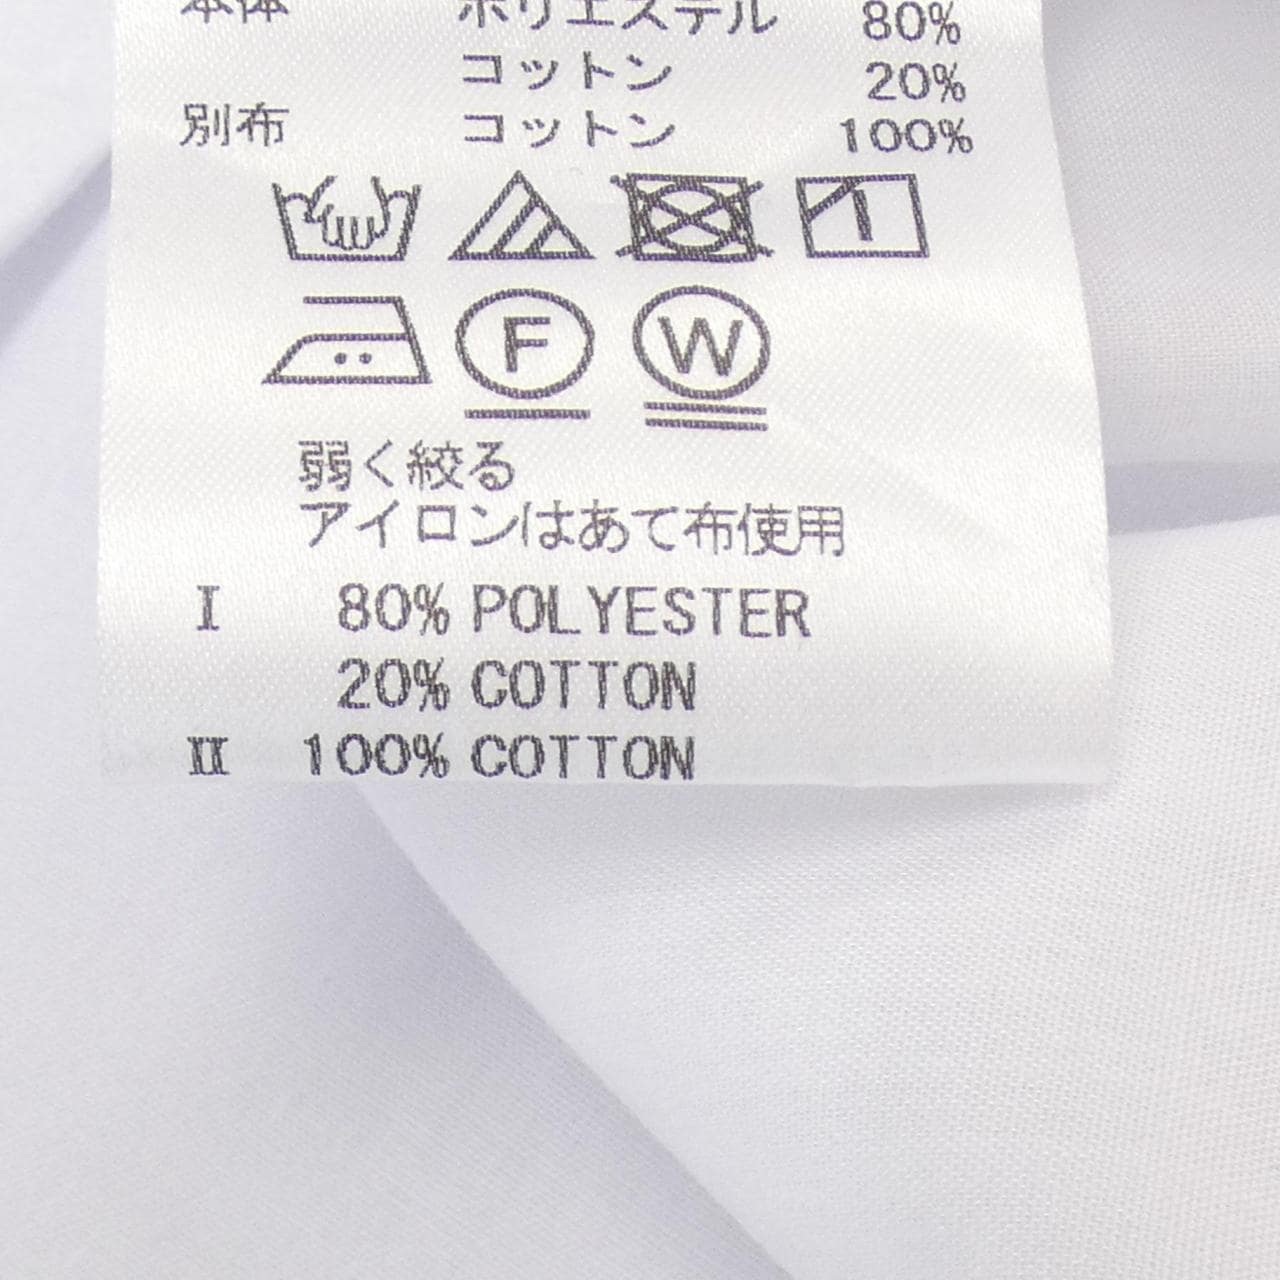 本体 ポリエステル 80%
コットン 20%
別布 コットン 100%
F W
弱く絞る
アイロンはあて布使用
I 80% POLYESTER
20% COTTON
II 100% COTTON